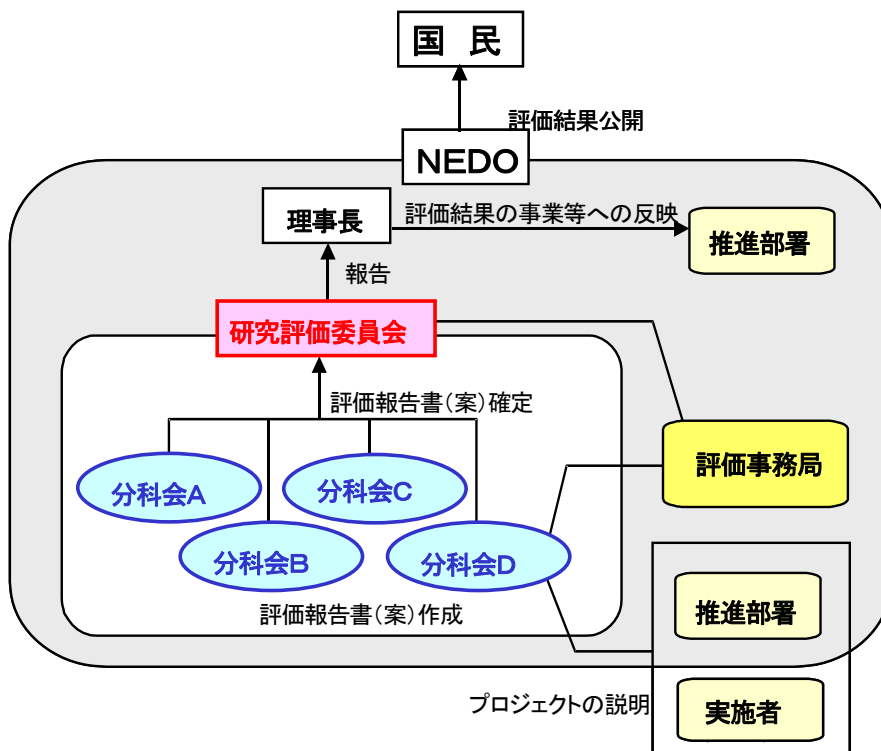 国 民
評価結果公開
NEDO
理事長
評価結果の事業等への反映
推進部署
報告
研究評価委員会
評価報告書(案)確定
評価事務局
分科会A
分科会C
分科会B
分科会D
評価報告書(案)作成
推進部署
プロジェクトの説明
実施者